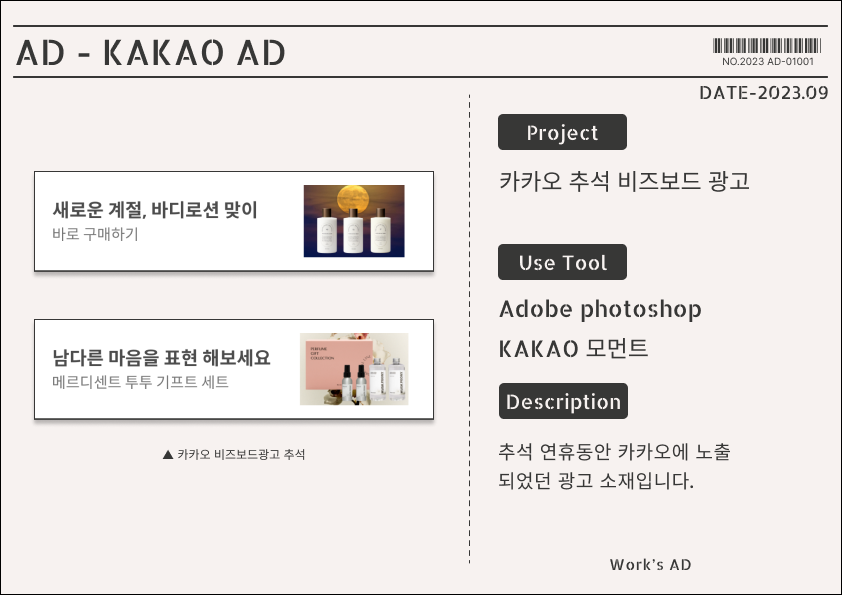 AD - KAKAO AD
NO.2023 AD-01001
DATE-2023.09
새로운 계절, 바디로션 맞이
바로 구매하기
남다른 마음을 표현 해보세요
메르디센트 투투 기프트 세트
PERFUME
GIFT
COLLECTION
▲ 카카오 비즈보드광고 추석
Project
카카오 추석 비즈보드 광고
Use Tool
Adobe photoshop
KAKAO 모먼트
Description
추석 연휴동안 카카오에 노출
되었던 광고 소재입니다.
Work's AD